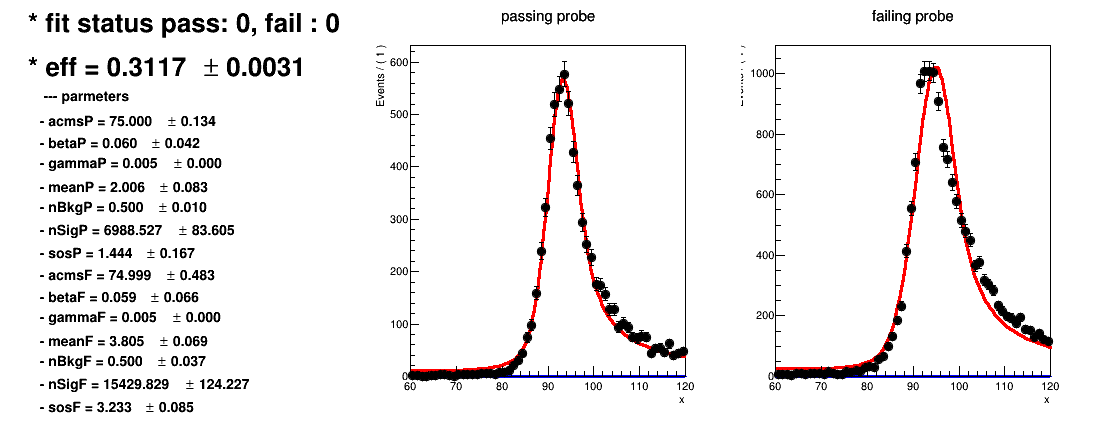 * fit status pass: 0, fail : 0
* eff = 0.3117 ± 0.0031
--- parmeters
- acmsP = 75.000 ± 0.134
- betaP = 0.060 ± 0.042
- gammaP = 0.005 ± 0.000
- meanP = 2.006 ± 0.083
- nBkgP = 0.500 ± 0.010
- nSigP = 6988.527 ± 83.605
- sosP = 1.444 ± 0.167
- acmsF = 74.999 ± 0.483
- betaF = 0.059 ± 0.066
- gammaF = 0.005 ± 0.000
- meanF = 3.805 ± 0.069
- nBkgF = 0.500 ± 0.037
- nSigF = 15429.829 ± 124.227
- sosF = 3.233 ± 0.085
passing probe
Events / ( 1 )
600
500
400
300
200
100
0
60 70 80 90 100 110 120
x
failing probe
1000
800
600
400
200
0
60 70 80 90 100 110 120
x